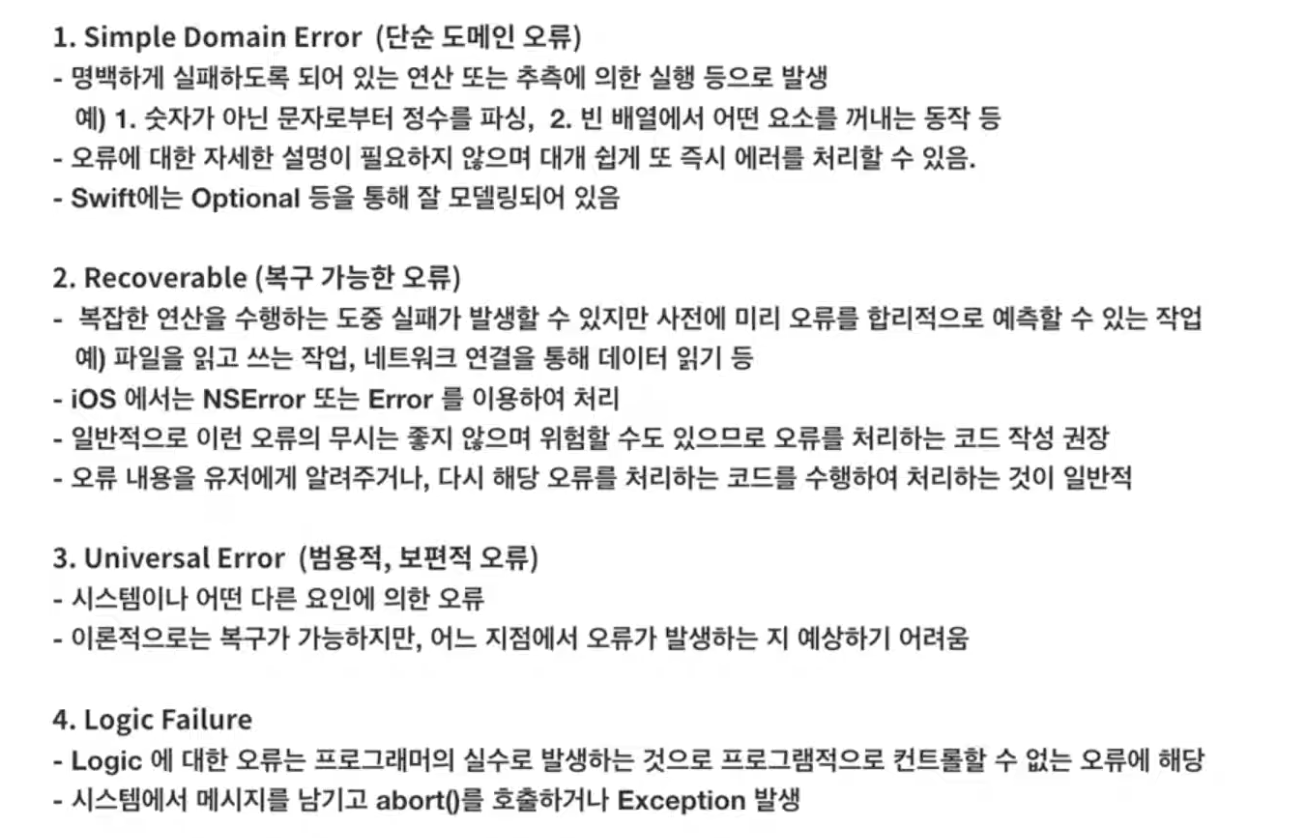 1. Simple Domain Error (단순 도메인 오류)
- 명백하게 실패하도록 되어 있는 연산 또는 추측에 의한 실행 등으로 발생
예) 1. 숫자가 아닌 문자로부터 정수를 파싱, 2. 빈 배열에서 어떤 요소를 꺼내는 동작 등
- 오류에 대한 자세한 설명이 필요하지 않으며 대개 쉽게 또 즉시 에러를 처리할 수 있음.
- Swift에는 Optional 등을 통해 잘 모델링되어 있음
2. Recoverable (복구 가능한 오류)
- 복잡한 연산을 수행하는 도중 실패가 발생할 수 있지만 사전에 미리 오류를 합리적으로 예측할 수 있는 작업
예) 파일을 읽고 쓰는 작업, 네트워크 연결을 통해 데이터 읽기 등
- iOS 에서는 NSError 또는 Error 를 이용하여 처리
- 일반적으로 이런 오류의 무시는 좋지 않으며 위험할 수도 있으므로 오류를 처리하는 코드 작성 권장
- 오류 내용을 유저에게 알려주거나, 다시 해당 오류를 처리하는 코드를 수행하여 처리하는 것이 일반적
3. Universal Error (범용적, 보편적 오류)
- 시스템이나 어떤 다른 요인에 의한 오류
- 이론적으로는 복구가 가능하지만, 어느 지점에서 오류가 발생하는 지 예상하기 어려움
4. Logic Failure
- Logic 에 대한 오류는 프로그래머의 실수로 발생하는 것으로 프로그램적으로 컨트롤할 수 없는 오류에 해당
- 시스템에서 메시지를 남기고 abort()를 호출하거나 Exception 발생